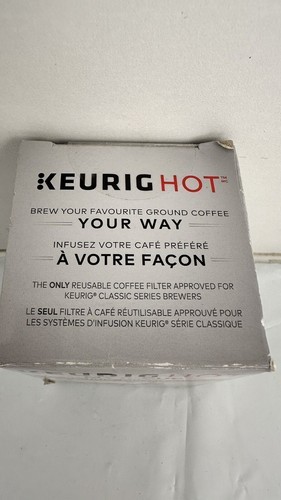 KEURIG HOT™ MC
BREW YOUR FAVOURITE GROUND COFFEE
YOUR WAY
INFUSEZ VOTRE CAFÉ PRÉFÉRÉ
À VOTRE FAÇON
THE ONLY REUSABLE COFFEE FILTER APPROVED FOR
KEURIG® CLASSIC SERIES BREWERS
LE SEUL FILTRE À CAFÉ RÉUTILISABLE APPROUVÉ POUR
LES SYSTÈMES D'INFUSION KEURIG® SÉRIE CLASSIQUE